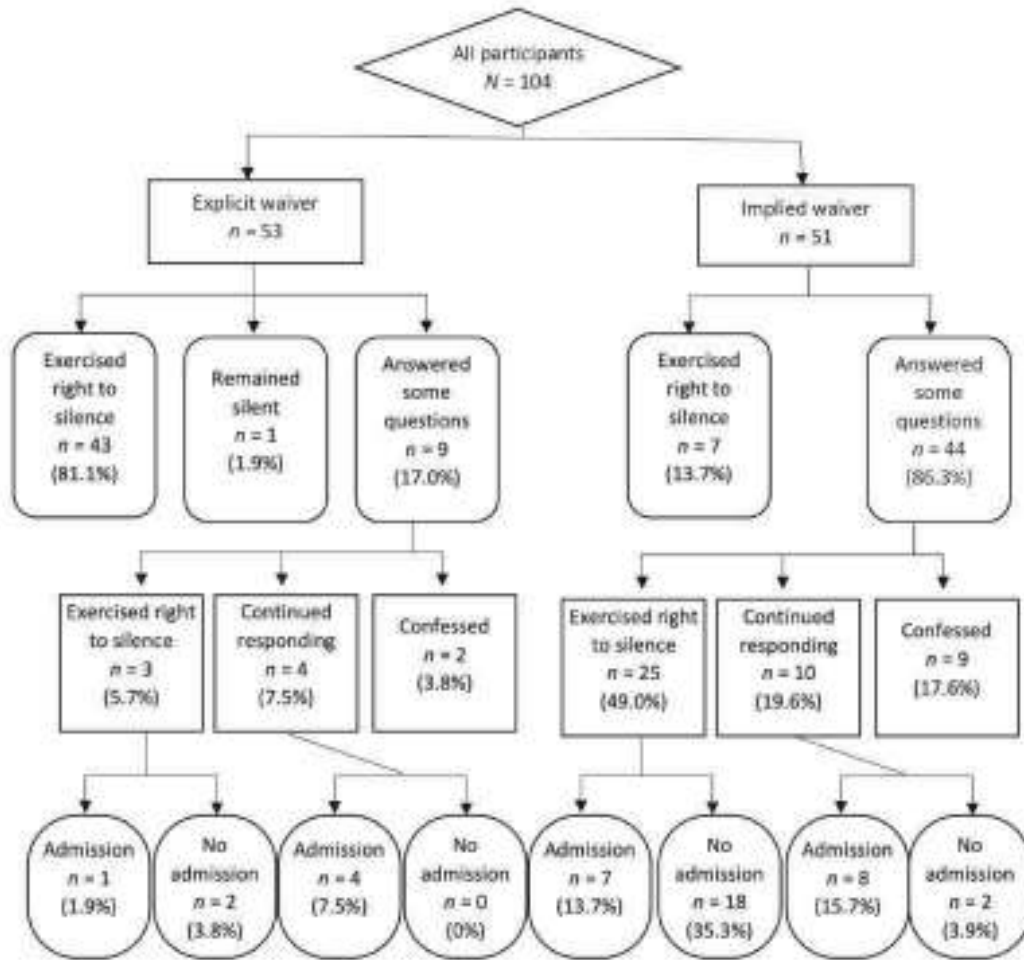 All participants
N = 104
Explicit waiver
n = 53
Implied waiver
n = 51
Exercised
right to
silence
n = 43
(81.1%)
Remained
silent
n = 1
(1.9%)
Answered
some
questions
n = 9
(17.0%)
Exercised
right to
silence
n = 7
(13.7%)
Answered
some
questions
n = 44
(86.3%)
Exercised right
to silence
n = 3
(5.7%)
Continued
responding
n = 4
(7.5%)
Confessed
n = 2
(3.8%)
Exercised right
to silence
n = 25
(49.0%)
Continued
responding
n = 10
(19.6%)
Confessed
n = 9
(17.6%)
Admission
n = 1
(1.9%)
No
admission
n = 2
(3.8%)
Admission
n = 4
(7.5%)
No
admission
n = 0
(0%)
Admission
n = 7
(13.7%)
No
admission
n = 18
(35.3%)
Admission
n = 8
(15.7%)
No
admission
n = 2
(3.9%)